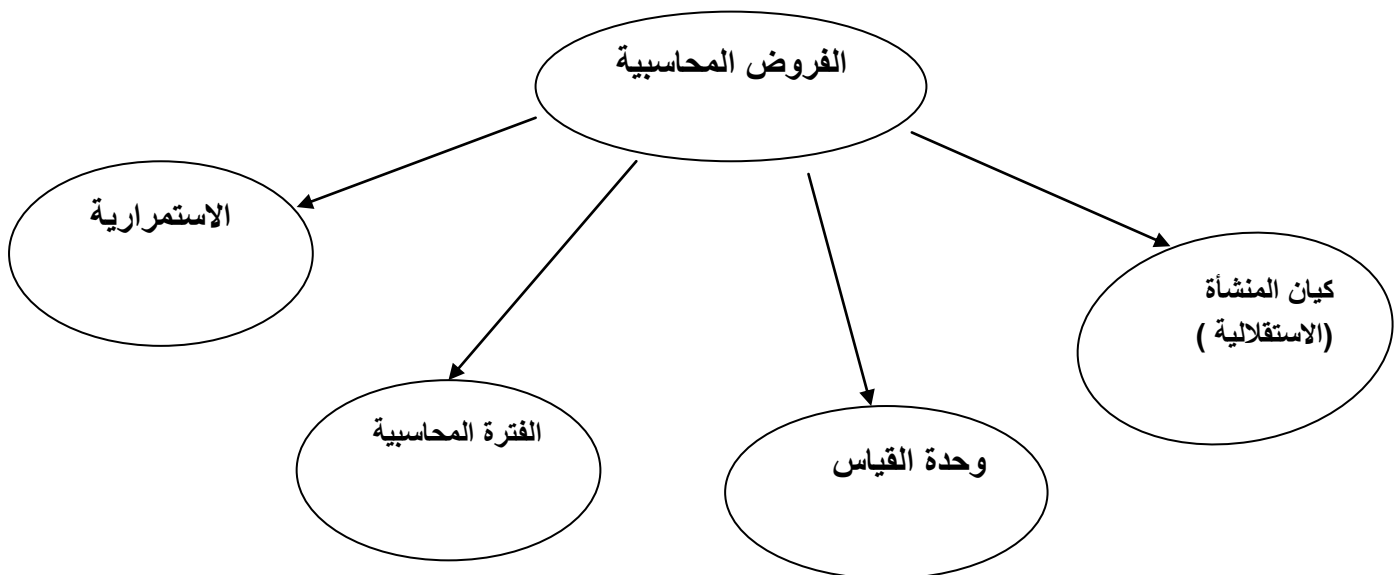 الفروض المحاسبية
كيان المنشأة
(الاستقلالية )
وحدة القياس
الفترة المحاسبية
الاستمرارية